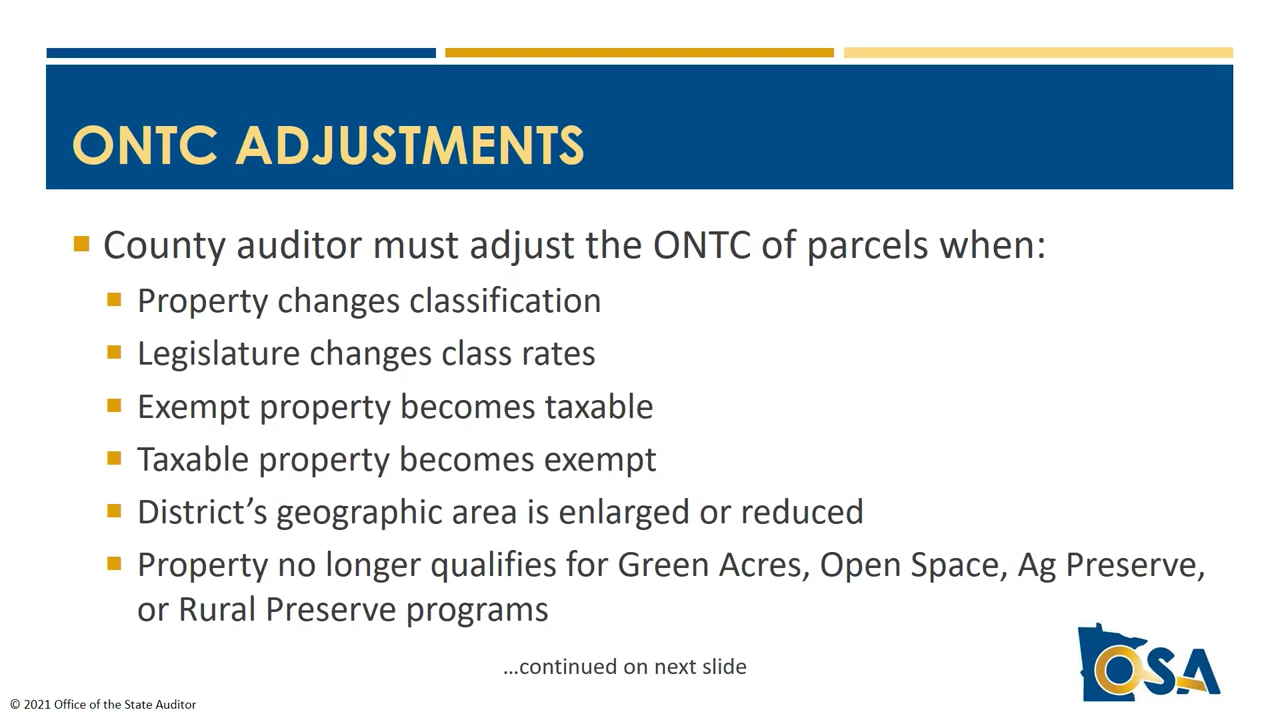 ONTC ADJUSTMENTS
County auditor must adjust the ONTC of parcels when:
Property changes classification
Legislature changes class rates
Exempt property becomes taxable
Taxable property becomes exempt
District’s geographic area is enlarged or reduced
Property no longer qualifies for Green Acres, Open Space, Ag Preserve,
or Rural Preserve programs
...continued on next slide
OSA
© 2021 Office of the State Auditor